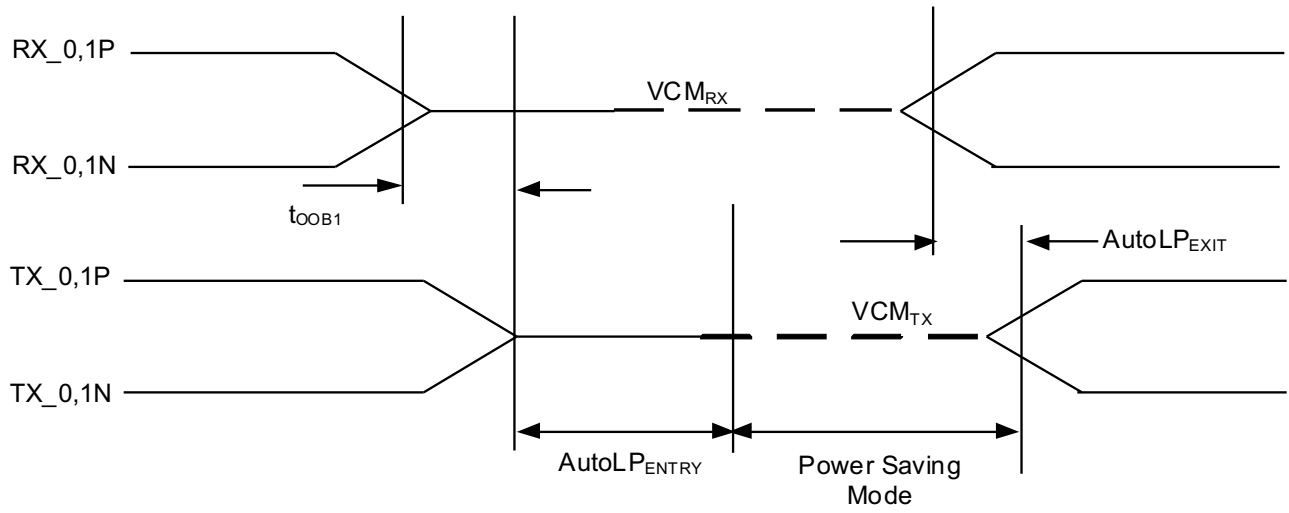 RX_0,1P
VCMRX
RX_0,1N
tOOB1
AutoLPEXIT
TX_0,1P
VCMTX
TX_0,1N
AutoLPENTRY
Power Saving
Mode